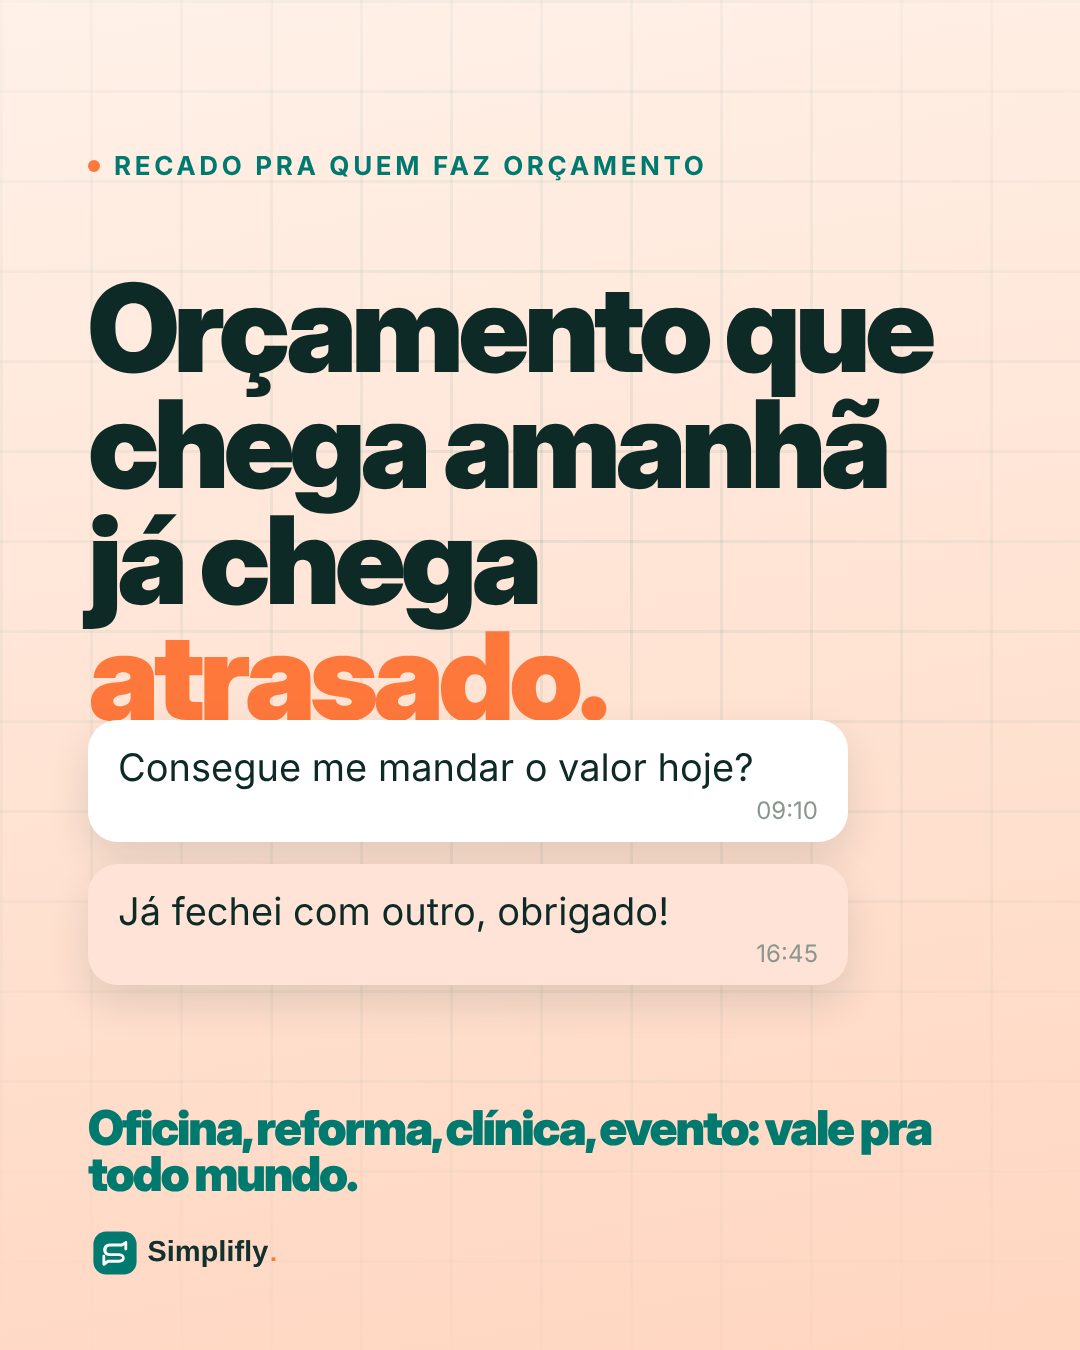 RECADO PRA QUEM FAZ ORÇAMENTO
Orçamento que
chega amanhã
já chega
atrasado.
Consegue me mandar o valor hoje?
09:10
Já fechei com outro, obrigado!
16:45
Oficina, reforma, clínica, evento: vale pra
todo mundo.
Simplifly.